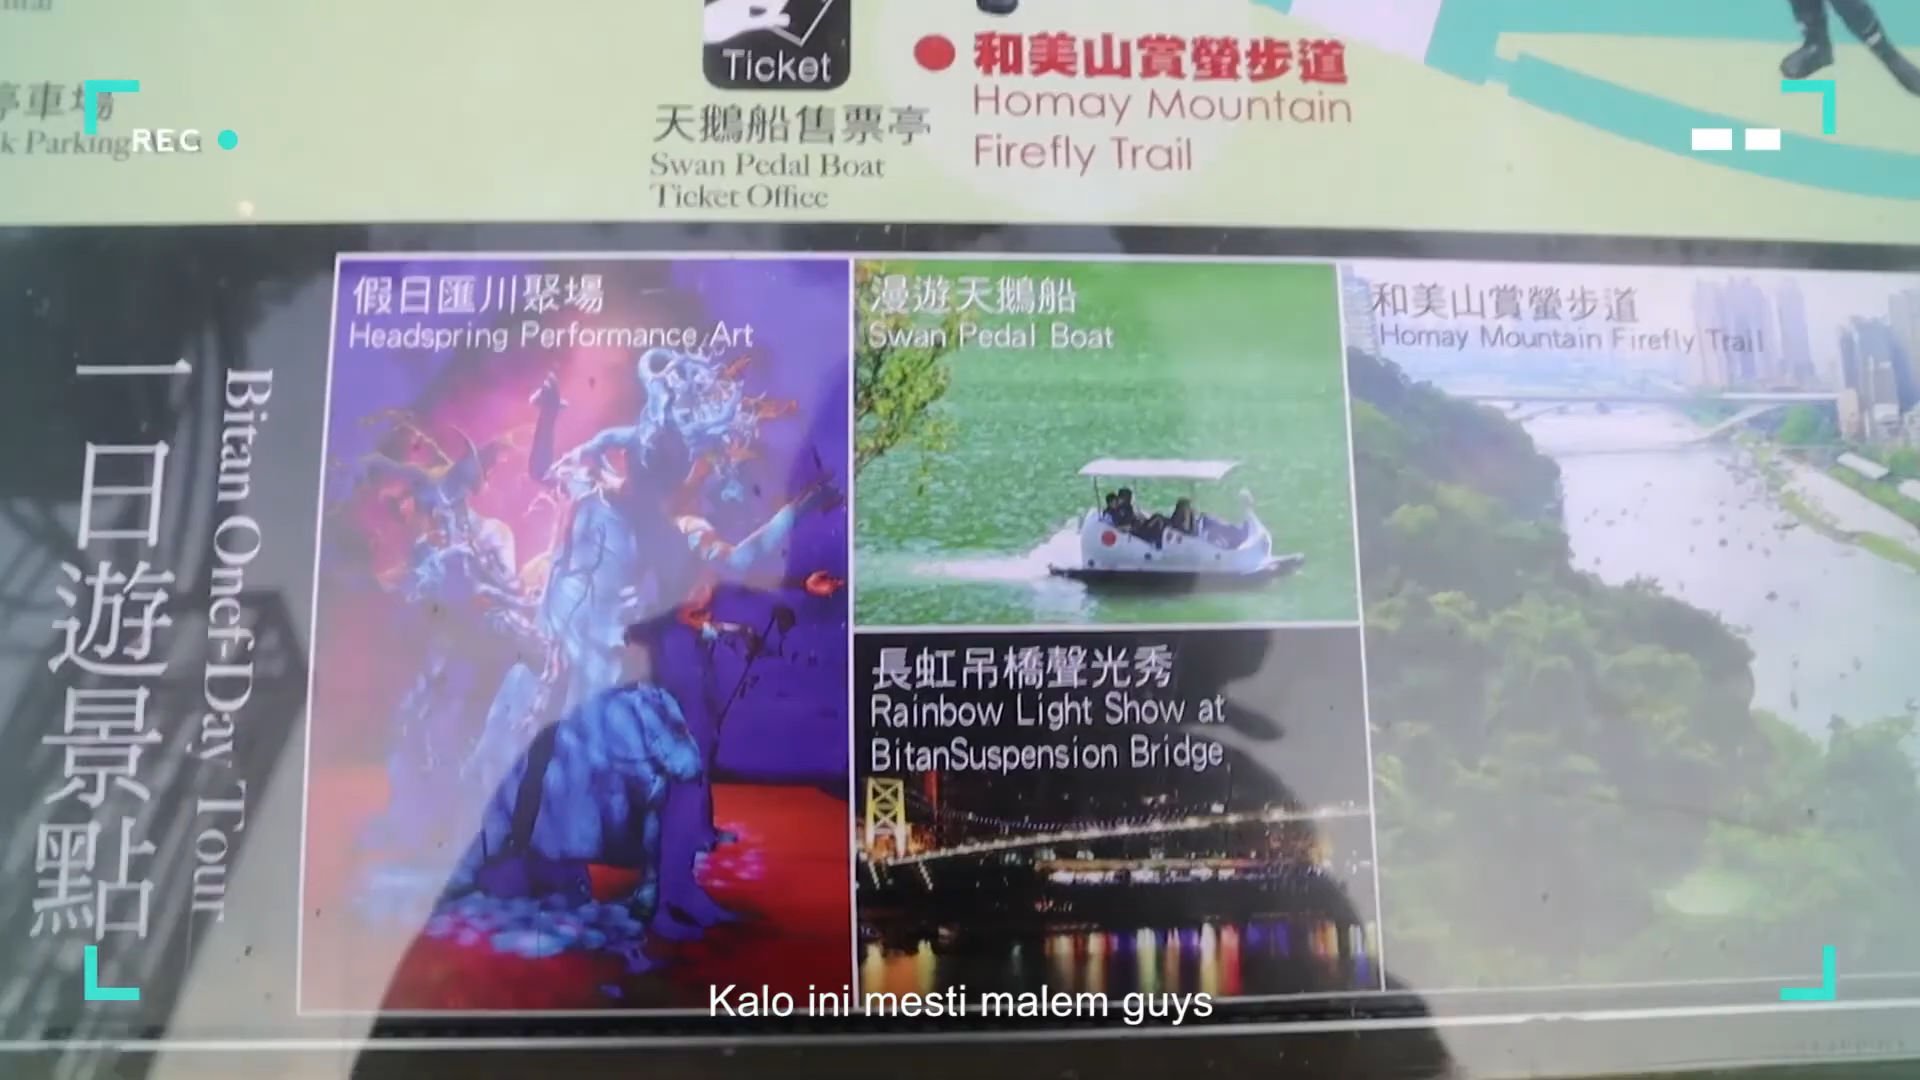 Ticket
天鵝船售票亭
Swan Pedal Boat
Ticket Office
和美山賞螢步道
Homay Mountain
Firefly Trail
停車場
k Parking
REC
一日遊景點
Bitan Onef-Day Tour
假日匯川聚場
Headspring Performance Art
漫遊天鵝船
Swan Pedal Boat
和美山賞螢步道
Homay Mountain Firefly Trail
長虹吊橋聲光秀
Rainbow Light Show at
BitanSuspension Bridge
Kalo ini mesti malem guys